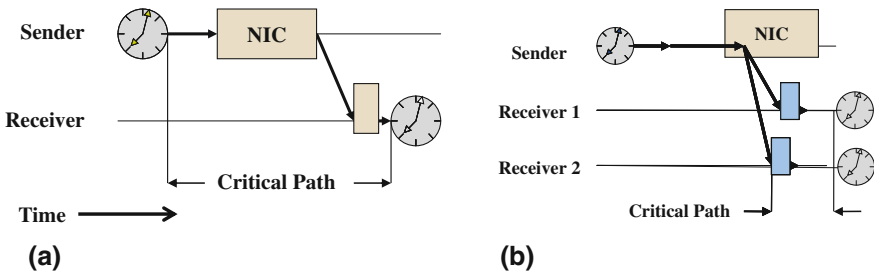 Sender
NIC
Receiver
Critical Path
Time
(a)
NIC
Sender
Receiver 1
Receiver 2
Critical Path
(b)